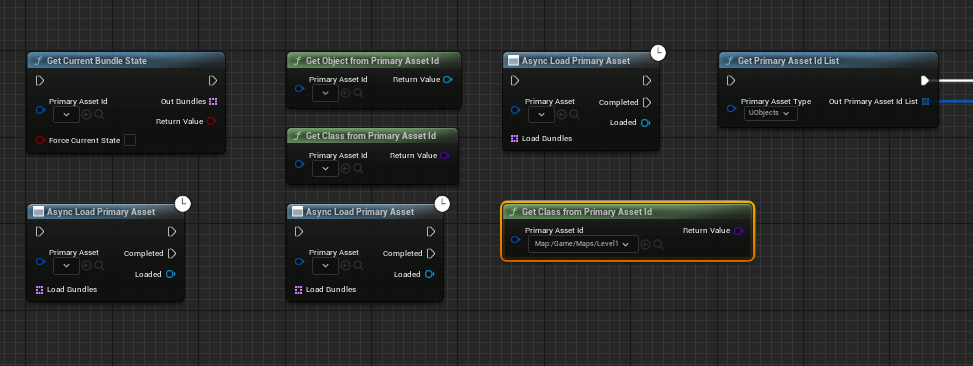 Get Current Bundle State
Primary Asset Id
Out Bundles
Return Value
Force Current State
Get Object from Primary Asset Id
Primary Asset Id
Return Value
Get Class from Primary Asset Id
Primary Asset Id
Return Value
Async Load Primary Asset
Primary Asset
Completed
Loaded
Load Bundles
Get Primary Asset Id List
Primary Asset Type
UObjects
Out Primary Asset Id List
Async Load Primary Asset
Primary Asset
Completed
Loaded
Load Bundles
Async Load Primary Asset
Primary Asset
Completed
Loaded
Load Bundles
Get Class from Primary Asset Id
Primary Asset Id
Map:/Game/Maps/Level1
Return Value